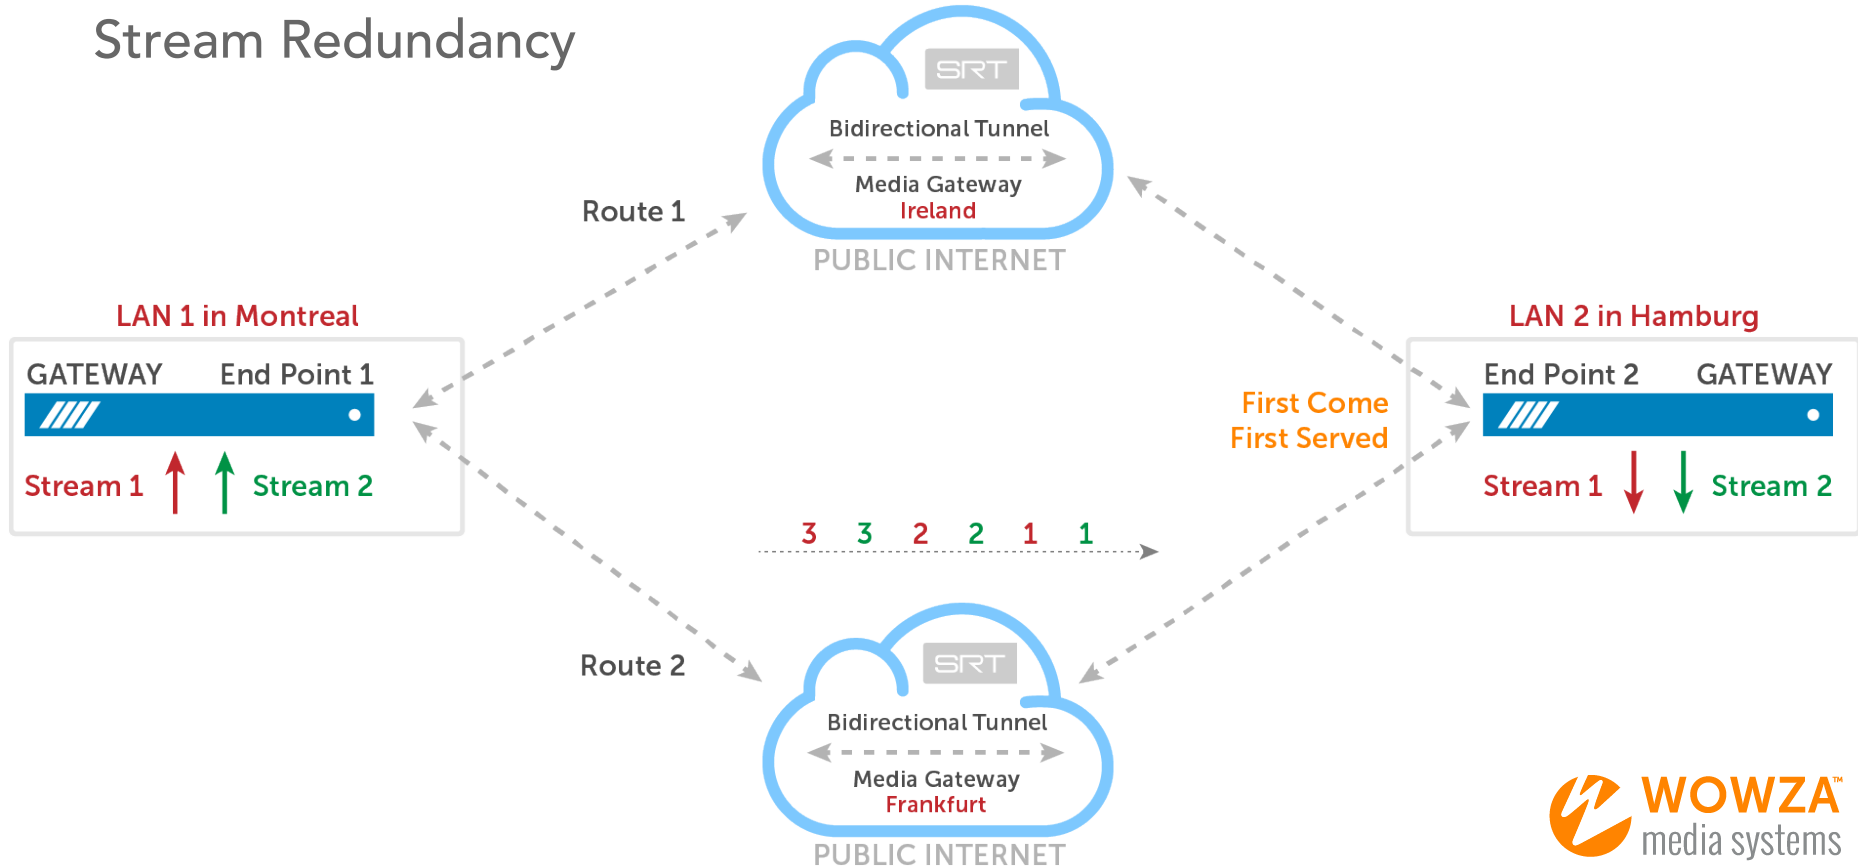 Stream Redundancy
SRT
Bidirectional Tunnel
Media Gateway
Ireland
PUBLIC INTERNET
Route 1
LAN 1 in Montreal
GATEWAY End Point 1
Stream 1 Stream 2
LAN 2 in Hamburg
End Point 2 GATEWAY
First Come
First Served
Stream 1 Stream 2
3 3 2 2 1 1
Route 2
SRT
Bidirectional Tunnel
Media Gateway
Frankfurt
PUBLIC INTERNET
WOWZA™
media systems